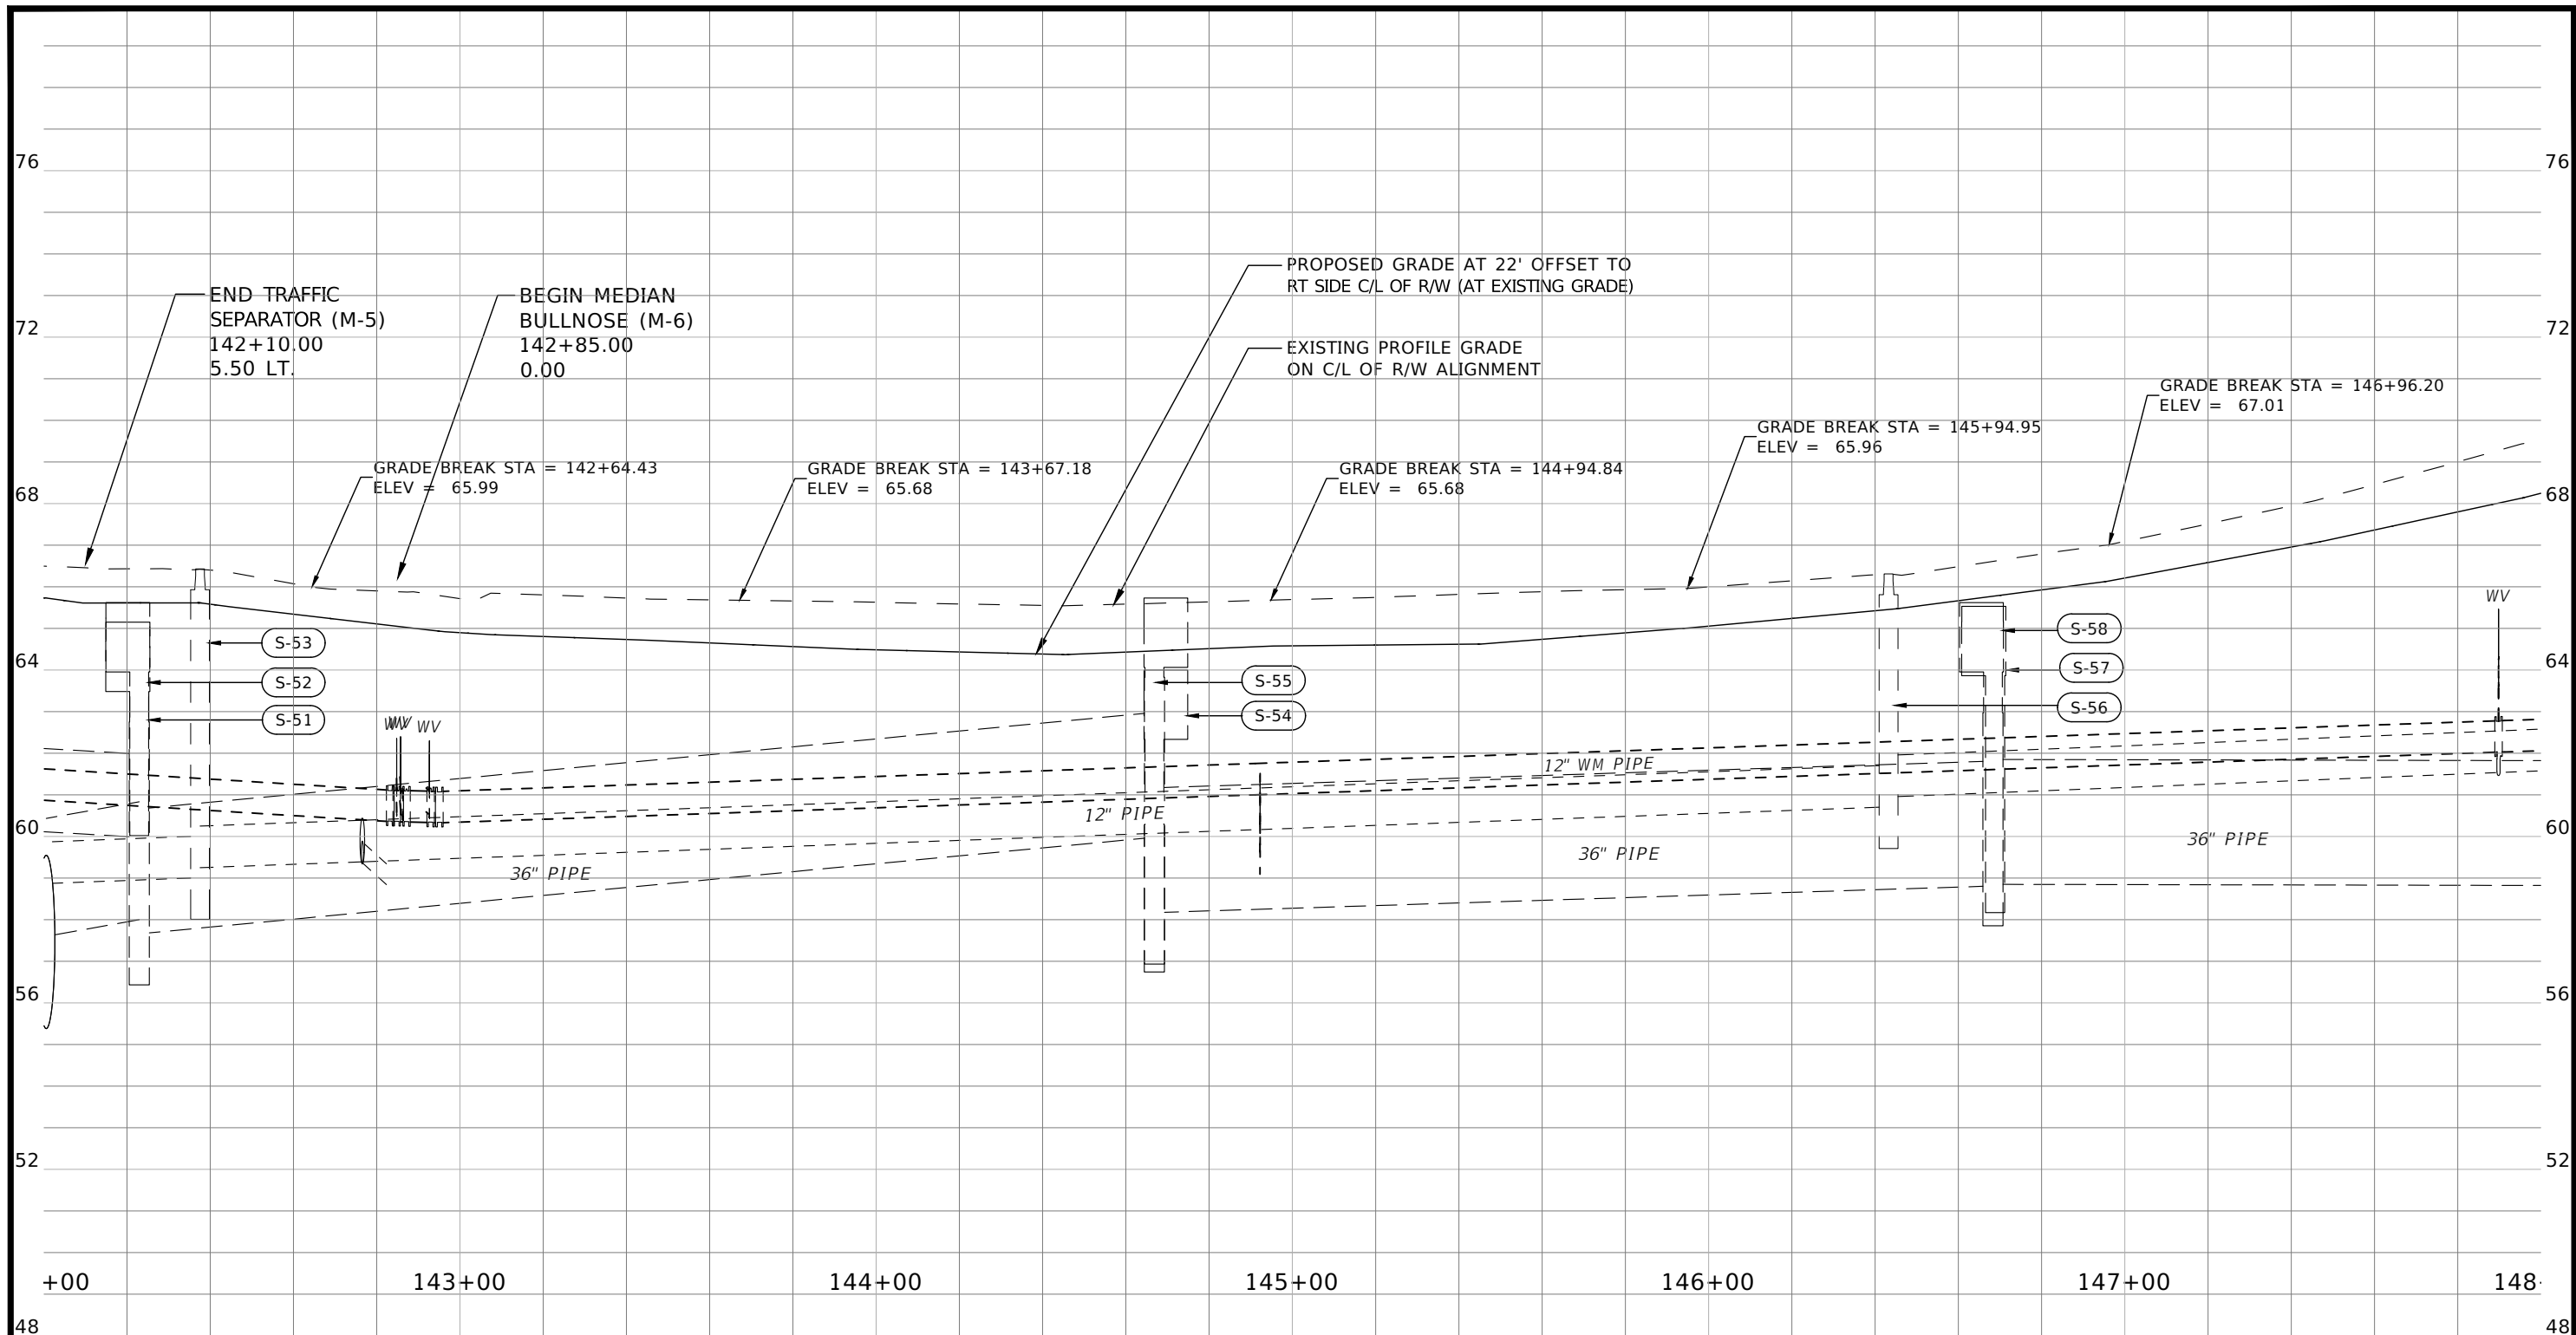 76
76
PROPOSED GRADE AT 22' OFFSET TO
RT SIDE C/L OF R/W (AT EXISTING GRADE)
END TRAFFIC
SEPARATOR (M-5)
142+10.00
5.50 LT.
BEGIN MEDIAN
BULLNOSE (M-6)
142+85.00
0.00
72
72
EXISTING PROFILE GRADE
ON C/L OF R/W ALIGNMENT
GRADE BREAK STA = 146+96.20
ELEV = 67.01
GRADE BREAK STA = 145+94.95
ELEV = 65.96
GRADE BREAK STA = 142+64.43
ELEV = 65.99
GRADE BREAK STA = 143+67.18
ELEV = 65.68
GRADE BREAK STA = 144+94.84
ELEV = 65.68
68
68
WV
S-53
S-58
64
64
S-52
S-55
S-57
S-51
S-54
S-56
WV
WV
WV
12" WM PIPE
12" PIPE
60
60
36" PIPE
36" PIPE
36" PIPE
56
56
52
52
+00
143+00
144+00
145+00
146+00
147+00
148
48
48